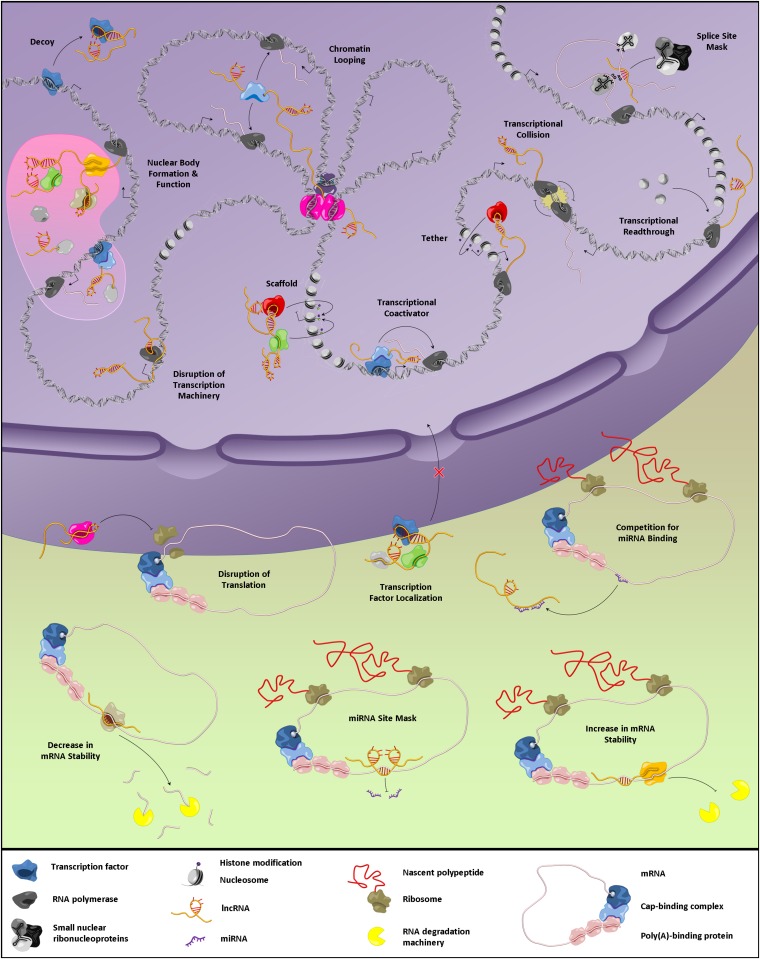 Decoy
Chromatin
Looping
Splice Site
Mask
Transcriptional
Collision
Nuclear Body
Formation &
Function
Transcriptional
Readthrough
Tether
Scaffold
Transcriptional
Coactivator
Disruption of
Transcription
Machinery
Competition for
miRNA Binding
Disruption of
Translation
Transcription
Factor Localization
miRNA Site Mask
Increase in mRNA
Stability
Decrease in
mRNA Stability
Transcription factor
RNA polymerase
Small nuclear
ribonucleoproteins
Histone modification
Nucleosome
lncRNA
miRNA
Nascent polypeptide
Ribosome
RNA degradation
machinery
mRNA
Cap-binding complex
Poly(A)-binding protein